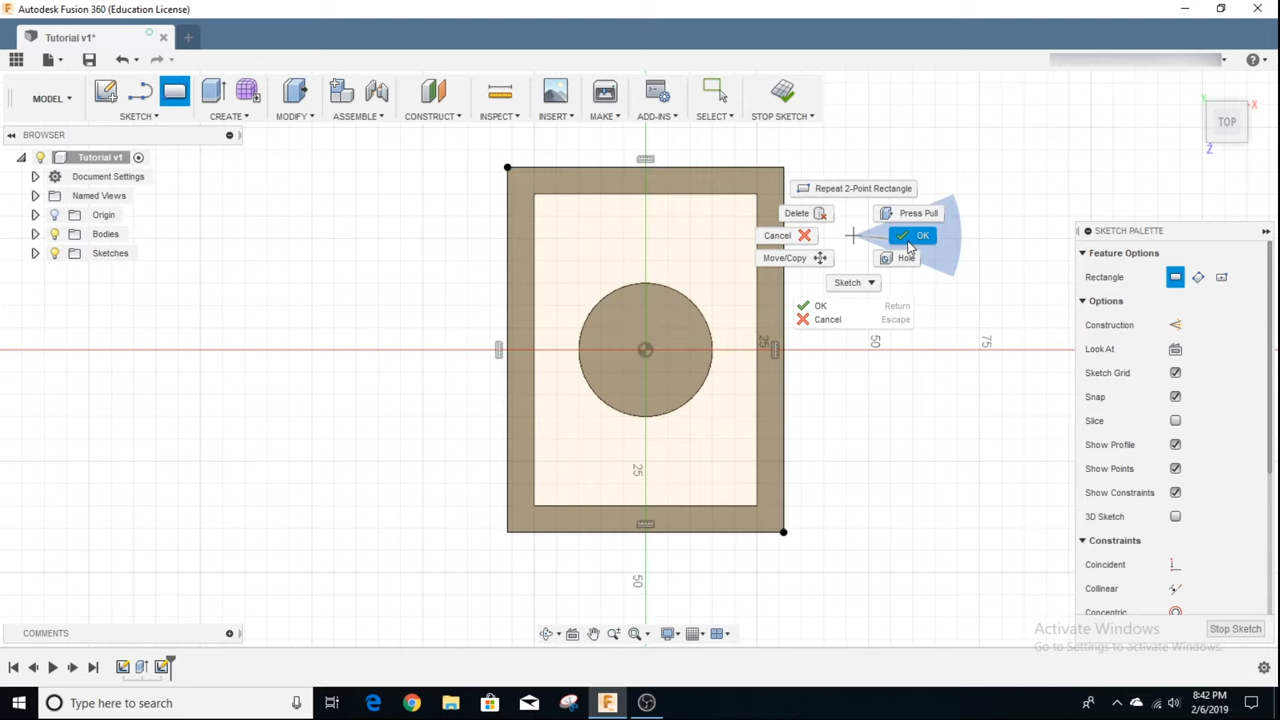 Autodesk Fusion 360 (Education License)
Tutorial v1*
MODEL
SKETCH
CREATE
MODIFY
ASSEMBLE
CONSTRUCT
INSPECT
INSERT
MAKE
ADD-INS
SELECT
STOP SKETCH
BROWSER
Tutorial v1
Document Settings
Named Views
Origin
Bodies
Sketches
TOP
X
Y
Z
Repeat 2-Point Rectangle
Delete
Press Pull
Cancel
OK
Move/Copy
Hole
Sketch
OK Return
Cancel Escape
25
50
75
25
50
SKETCH PALETTE
Feature Options
Rectangle
Options
Construction
Look At
Sketch Grid
Snap
Slice
Show Profile
Show Points
Show Constraints
3D Sketch
Constraints
Coincident
Collinear
Concentric
Activate Windows
Go to Settings to activate Windows.
Stop Sketch
COMMENTS
Type here to search
8:42 PM
2/6/2019